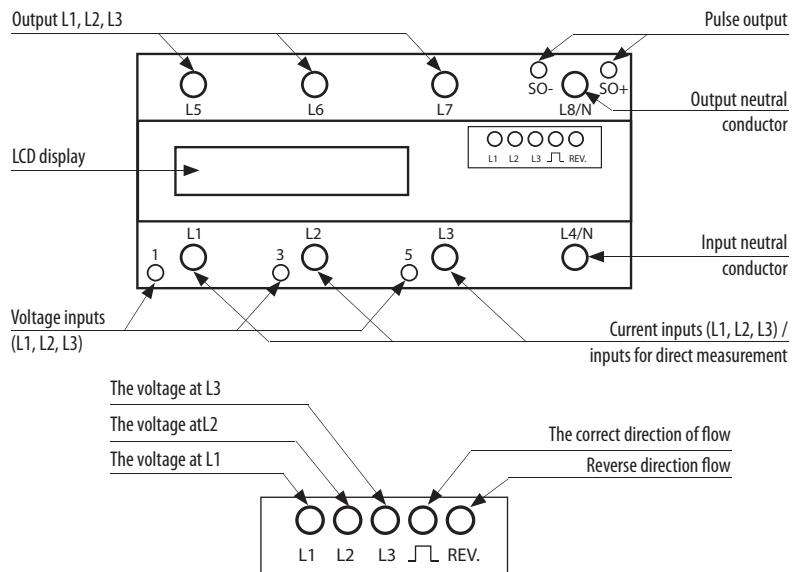 Output L1, L2, L3
Pulse output
SO-
SO+
L5
L6
L7
L8/N
Output neutral
conductor
LCD display
L1
L2
L3
REV.
L1
L2
L3
L4/N
1
3
5
Input neutral
conductor
Voltage inputs
(L1, L2, L3)
Current inputs (L1, L2, L3) /
inputs for direct measurement
The voltage at L3
The voltage atL2
The voltage at L1
The correct direction of flow
Reverse direction flow
L1
L2
L3
REV.